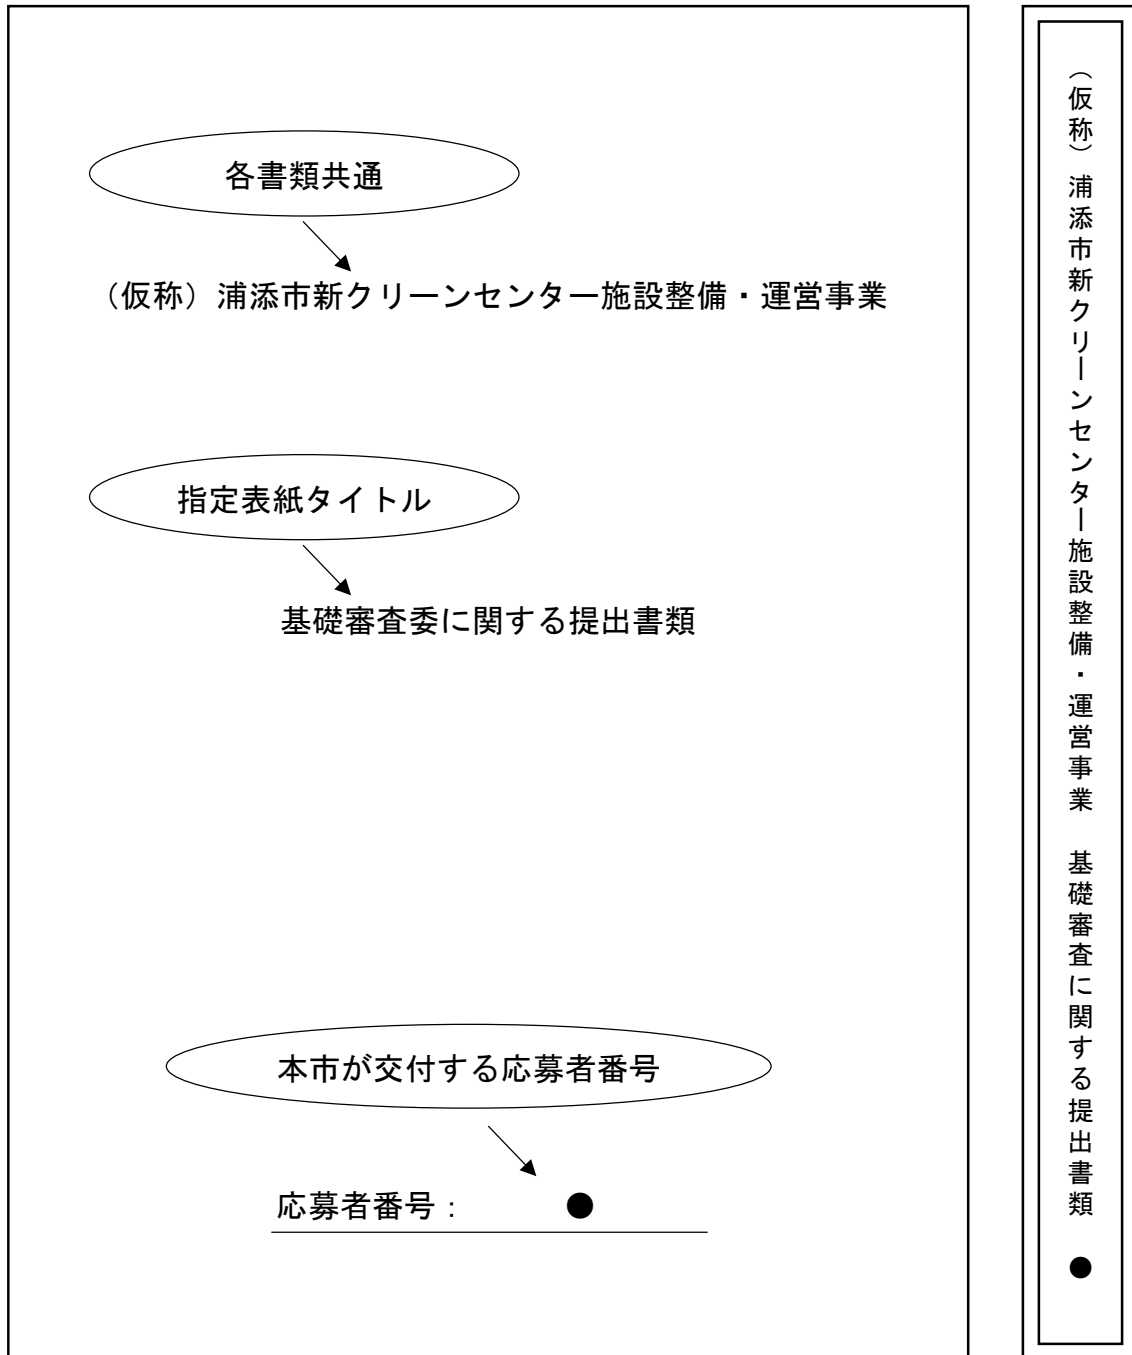 各書類共通
（仮称）浦添市新クリーンセンター施設整備・運営事業
指定表紙タイトル
基礎審査委に関する提出書類
本市が交付する応募者番号
応募者番号： ●
（仮称）浦添市新クリーンセンター施設整備・運営事業　基礎審査に関する提出書類　●